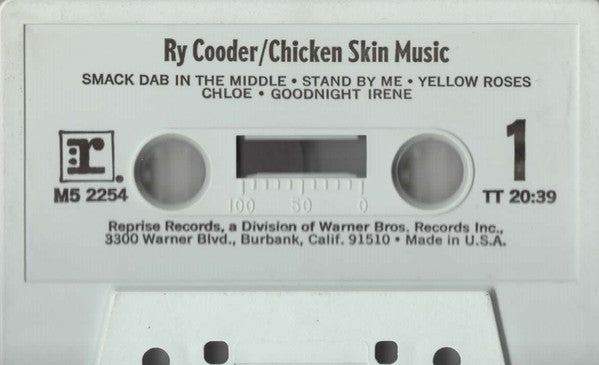 Ry Cooder/Chicken Skin Music
SMACK DAB IN THE MIDDLE • STAND BY ME • YELLOW ROSES
CHLOE • GOODNIGHT IRENE
r
1
M5 2254
TT 20:39
100 50 0
Reprise Records, a Division of Warner Bros. Records Inc.,
3300 Warner Blvd., Burbank, Calif. 91510 • Made in U.S.A.